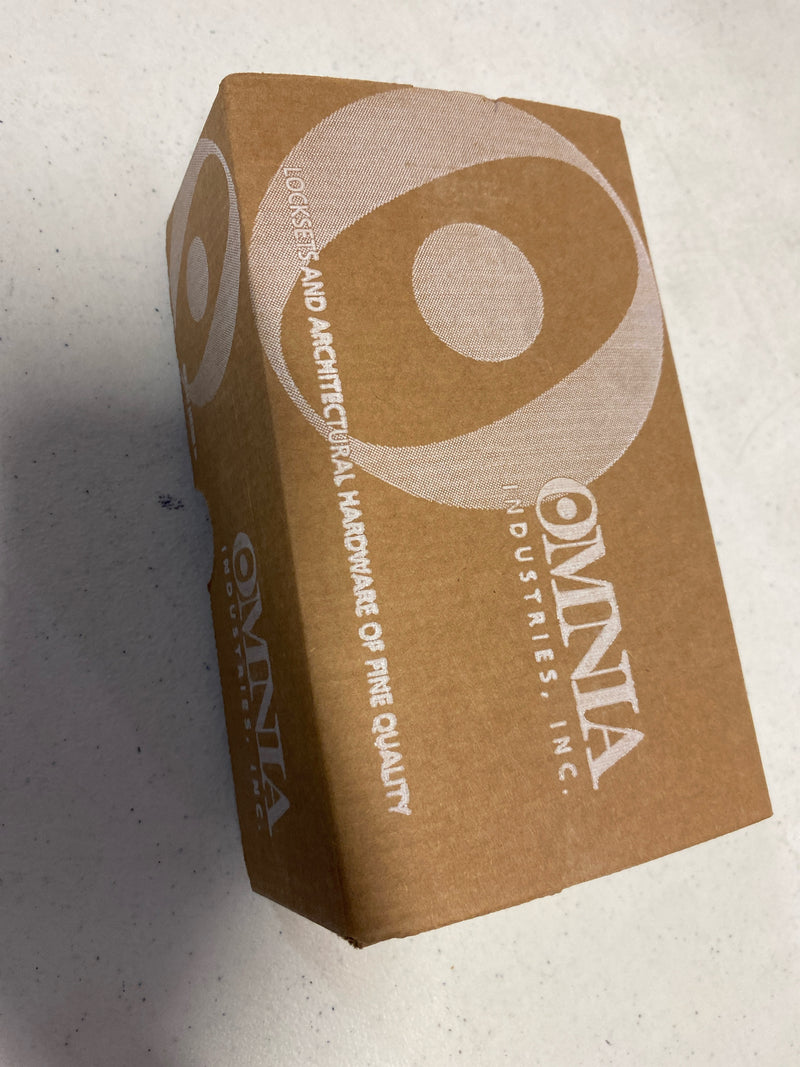 OMNIA
INDUSTRIES, INC.
LOCKSETS AND ARCHITECTURAL HARDWARE OF FINE QUALITY
OMNIA
INDUSTRIES, INC.